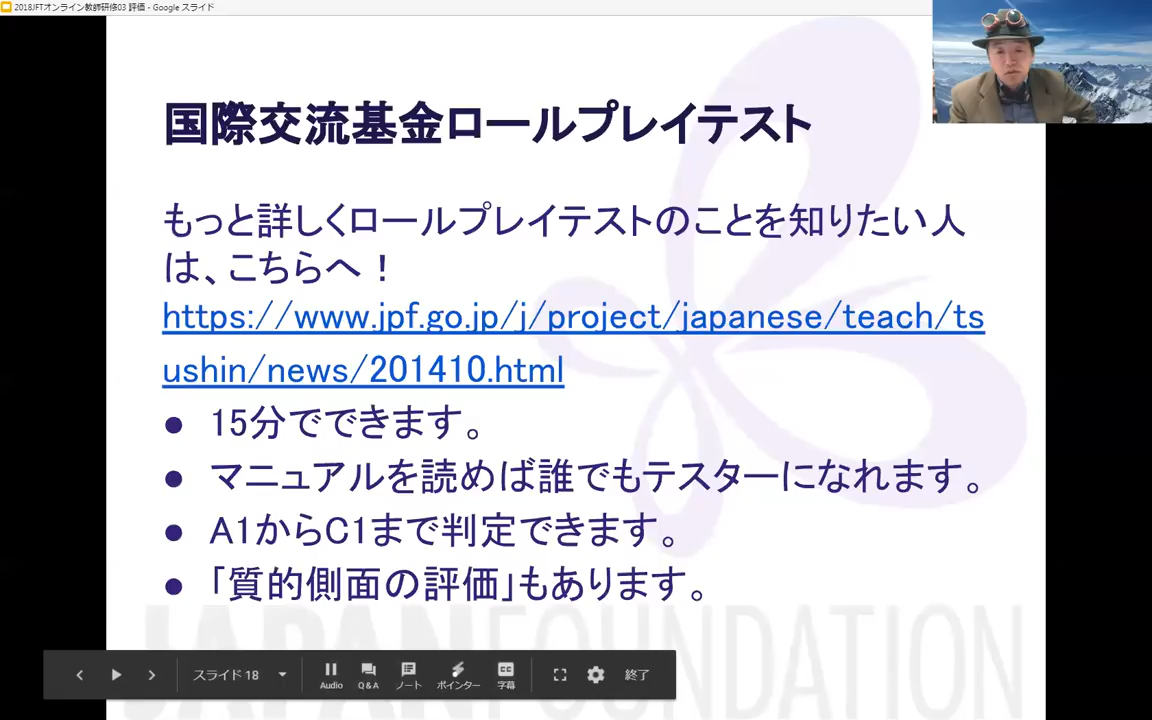 2018JFTオンライン教師研修03 評価 - Google スライド
国際交流基金ロールプレイテスト
もっと詳しくロールプレイテストのことを知りたい人
は、こちらへ！
https://www.jpf.go.jp/j/project/japanese/teach/ts
ushin/news/201410.html
● 15分でできます。
● マニュアルを読めば誰でもテスターになれます。
● A1からC1まで判定できます。
● 「質的側面の評価」もあります。
JAPANFOUNDATION
スライド 18
Audio
Q&A
ノート
ポインター
字幕
終了